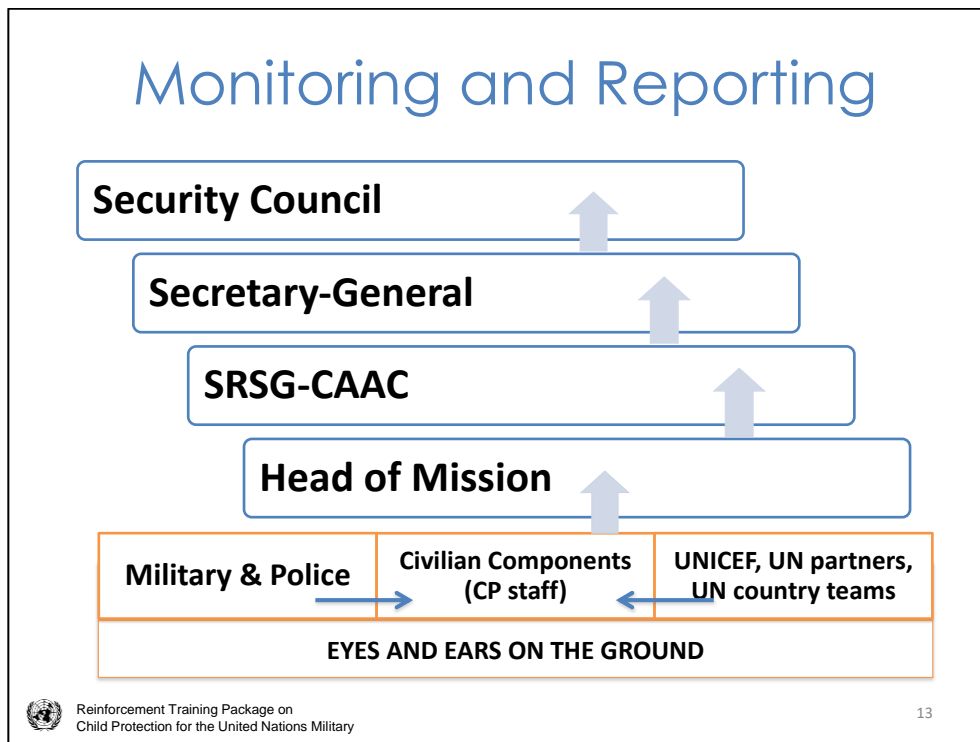 Monitoring and Reporting
Security Council
Secretary-General
SRSG-CAAC
Head of Mission
Military & Police
Civilian Components
(CP staff)
UNICEF, UN partners,
UN country teams
EYES AND EARS ON THE GROUND
Reinforcement Training Package on
Child Protection for the United Nations Military
13